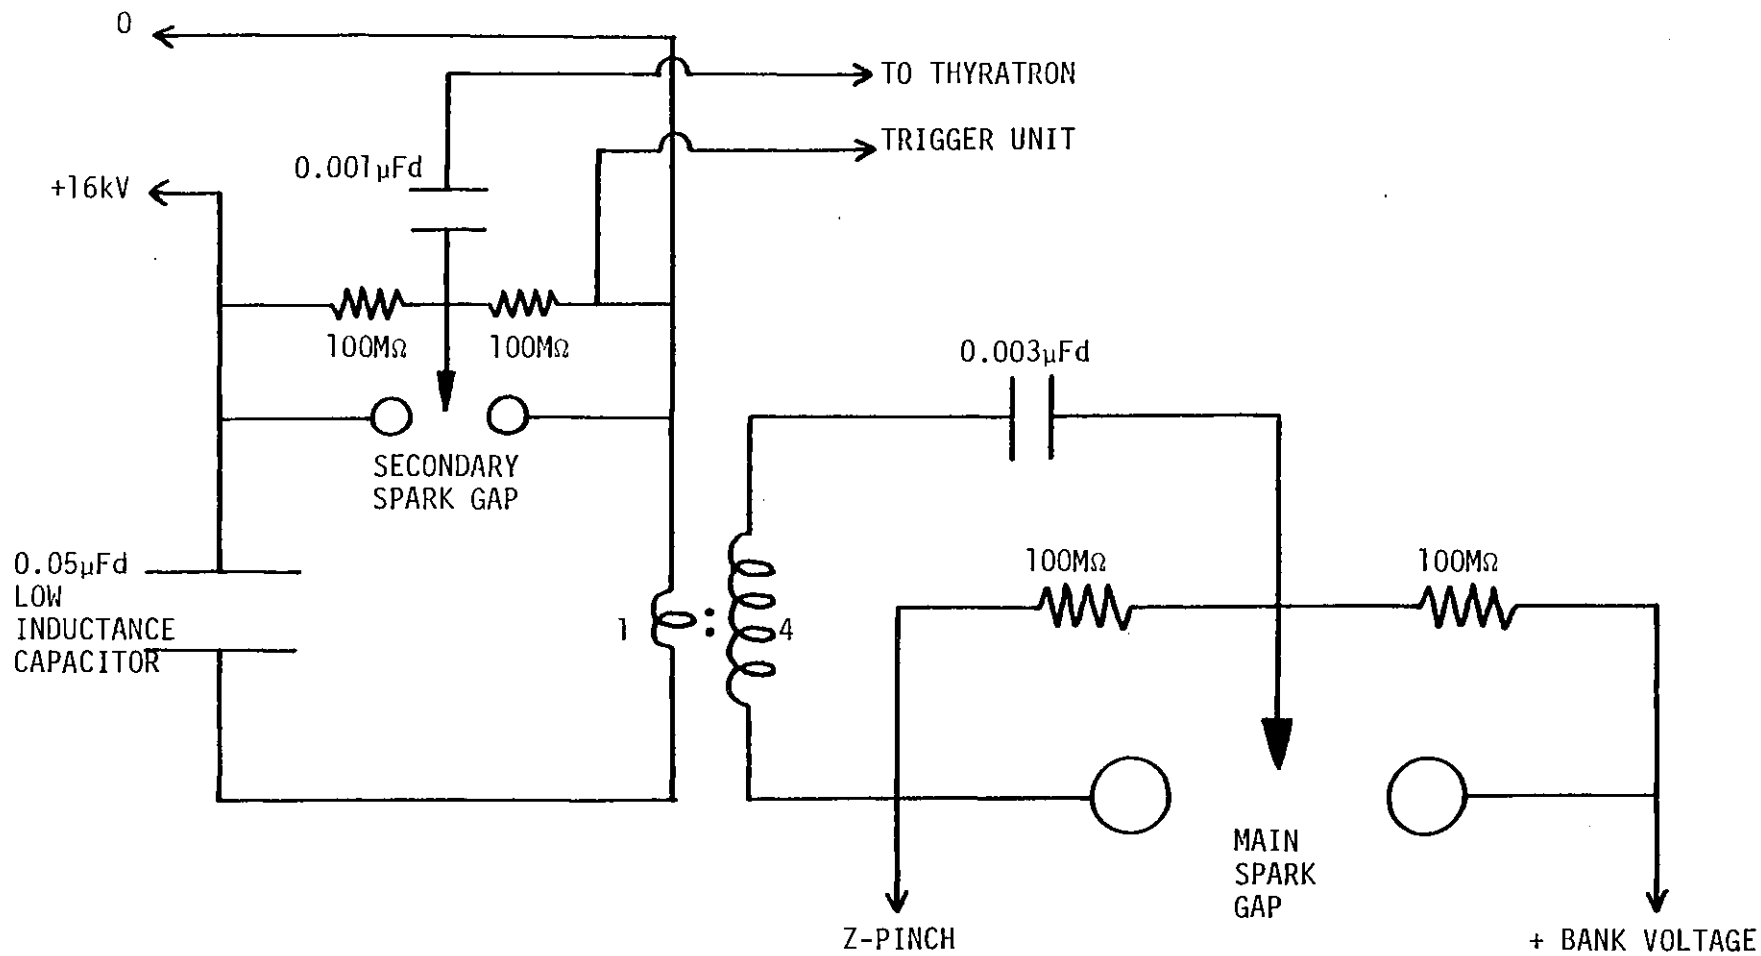 0
TO THYRATRON
TRIGGER UNIT
0.001µFd
+16kV
100MΩ
100MΩ
SECONDARY
SPARK GAP
0.003µFd
0.05µFd
LOW
INDUCTANCE
CAPACITOR
1
:
4
100MΩ
100MΩ
MAIN
SPARK
GAP
Z-PINCH
+ BANK VOLTAGE